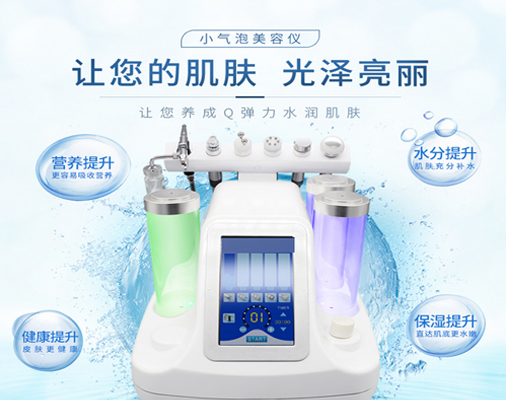 小气泡美容仪
让您的肌肤 光泽亮丽
让您养成Q弹力水润肌肤
营养提升
更容易吸收营养
水分提升
肌肤充分补水
01
START
健康提升
皮肤更健康
保湿提升
直达肌底更水嫩